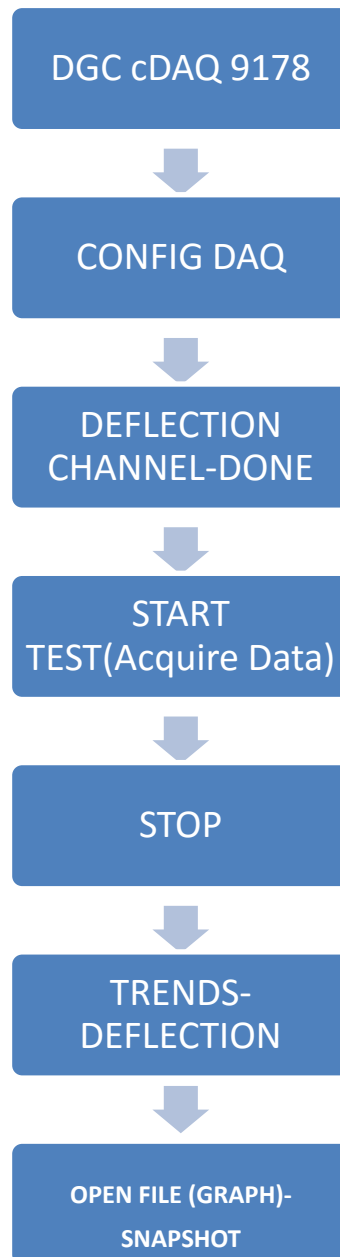 DGC cDAQ 9178
CONFIG DAQ
DEFLECTION
CHANNEL-DONE
START
TEST(Acquire Data)
STOP
TRENDS-
DEFLECTION
OPEN FILE (GRAPH)-
SNAPSHOT